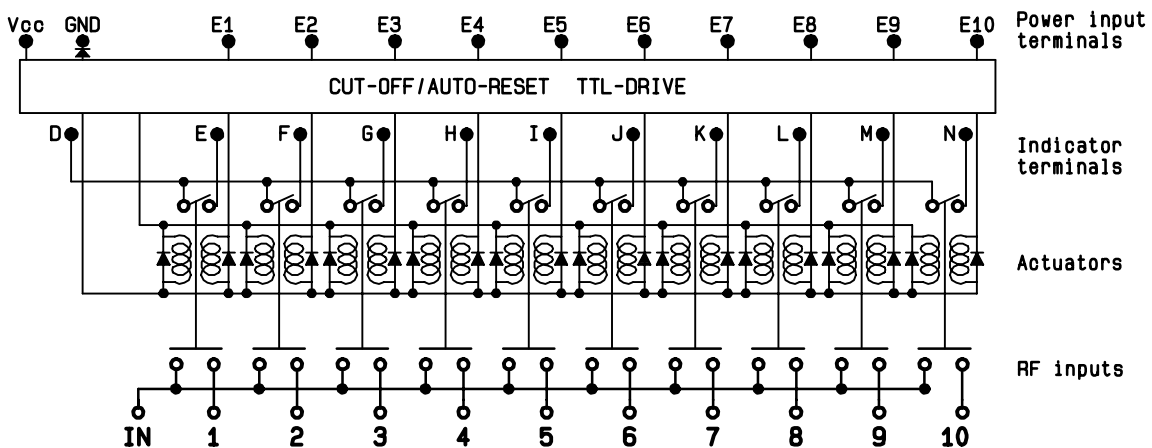 Vcc GND E1 E2 E3 E4 E5 E6 E7 E8 E9 E10 Power input
terminals
CUT-OFF/AUTO-RESET TTL-DRIVE
D E F G H I J K L M N Indicator
terminals
Actuators
RF inputs
IN 1 2 3 4 5 6 7 8 9 10